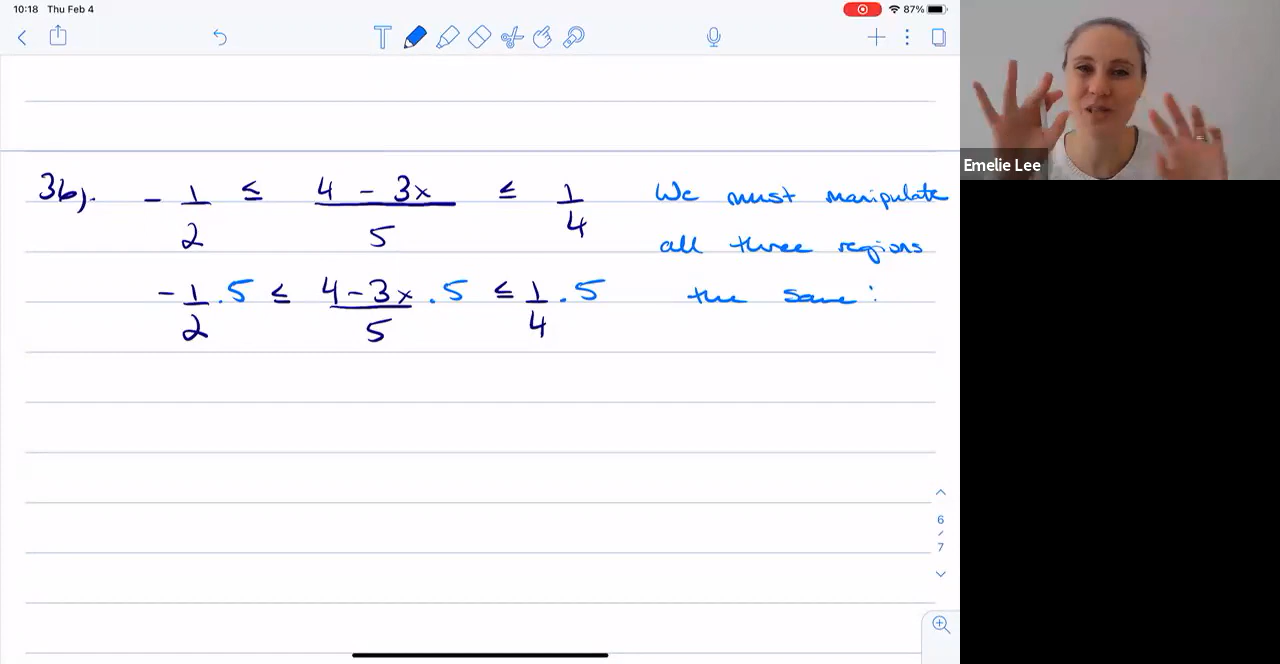 10:18 Thu Feb 4 87%
T
Emelie Lee
3b). - 1/2 ≤ 4 - 3x / 5 ≤ 1/4 We must manipulate
all three regions
- 1/2 . 5 ≤ 4 - 3x / 5 . 5 ≤ 1/4 . 5 the same :
6
/
7